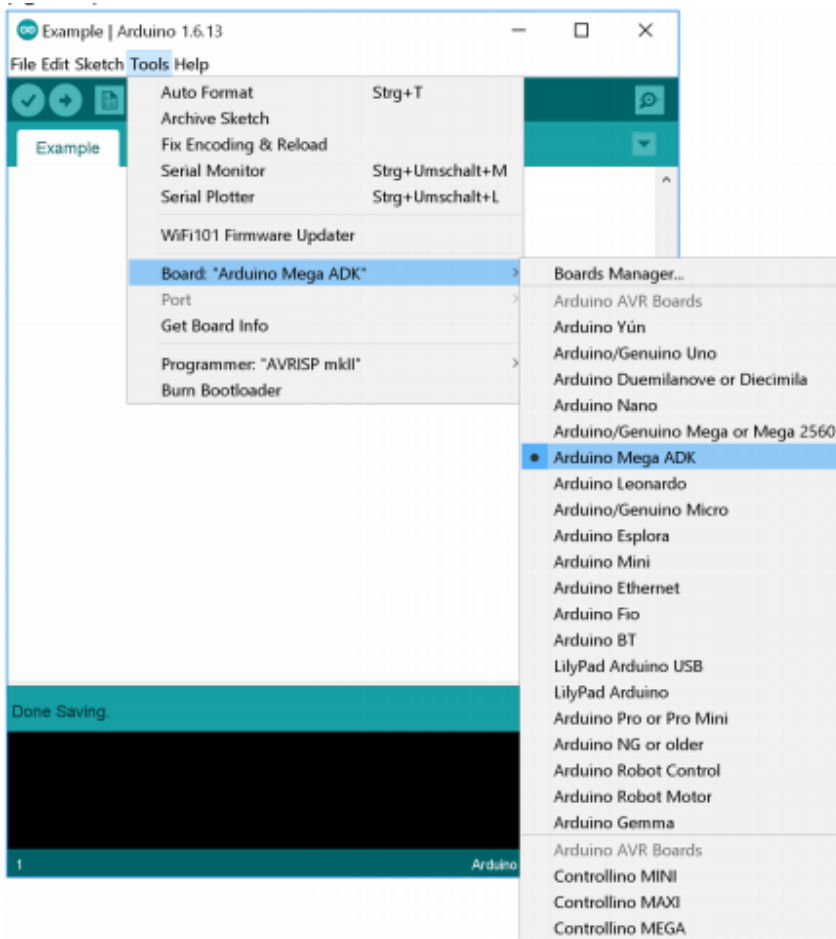 Example | Arduino 1.6.13
File Edit Sketch Tools Help
Example
Auto Format Strg+T
Archive Sketch
Fix Encoding & Reload
Serial Monitor Strg+Umschalt+M
Serial Plotter Strg+Umschalt+L
WiFi101 Firmware Updater
Board: "Arduino Mega ADK"
Port
Get Board Info
Programmer: "AVRISP mkII"
Burn Bootloader
Boards Manager...
Arduino AVR Boards
Arduino Yún
Arduino/Genuino Uno
Arduino Duemilanove or Diecimila
Arduino Nano
Arduino/Genuino Mega or Mega 2560
Arduino Mega ADK
Arduino Leonardo
Arduino/Genuino Micro
Arduino Esplora
Arduino Mini
Arduino Ethernet
Arduino Fio
Arduino BT
LilyPad Arduino USB
LilyPad Arduino
Arduino Pro or Pro Mini
Arduino NG or older
Arduino Robot Control
Arduino Robot Motor
Arduino Gemma
Arduino AVR Boards
Controllino MINI
Controllino MAXI
Controllino MEGA
Done Saving.
1 Arduino